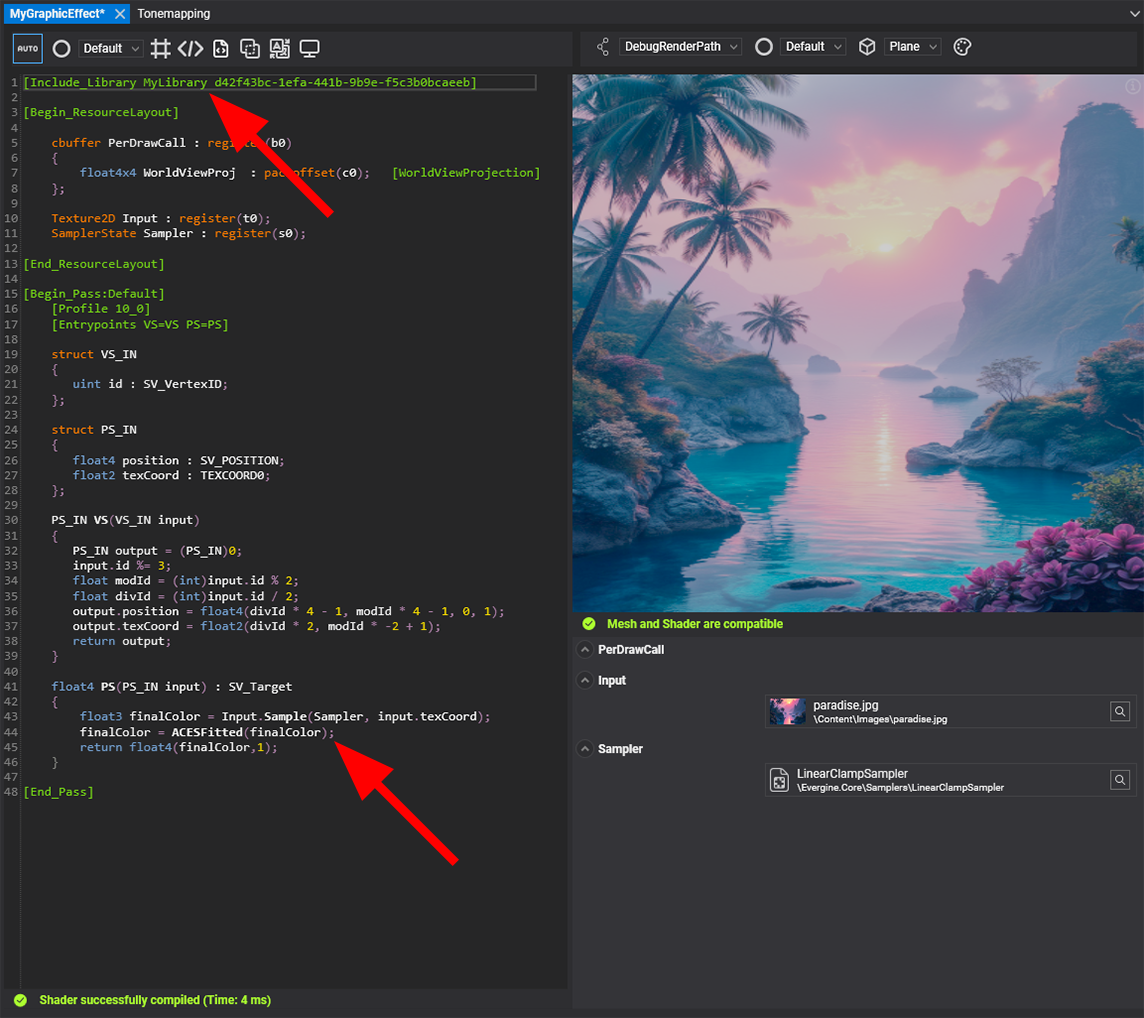 MyGraphicEffect* Tonemapping
AUTO Default DebugRenderPath Default Plane
1 [Include_Library MyLibrary d42f43bc-1efa-441b-9b9e-f5c3b0bcaeeb]
2
3 [Begin_ResourceLayout]
4
5 cbuffer PerDrawCall : register(b0)
6 {
7 float4x4 WorldViewProj : packoffset(c0); [WorldViewProjection]
8 };
9
10 Texture2D Input : register(t0);
11 SamplerState Sampler : register(s0);
12
13 [End_ResourceLayout]
14
15 [Begin_Pass:Default]
16 [Profile 10_0]
17 [Entrypoints VS=VS PS=PS]
18
19 struct VS_IN
20 {
21 uint id : SV_VertexID;
22 };
23
24 struct PS_IN
25 {
26 float4 position : SV_POSITION;
27 float2 texCoord : TEXCOORD0;
28 };
29
30 PS_IN VS(VS_IN input)
31 {
32 PS_IN output = (PS_IN)0;
33 input.id %= 3;
34 float modId = (int)input.id % 2;
35 float divId = (int)input.id / 2;
36 output.position = float4(divId * 4 - 1, modId * 4 - 1, 0, 1);
37 output.texCoord = float2(divId * 2, modId * -2 + 1);
38 return output;
39 }
40
41 float4 PS(PS_IN input) : SV_Target
42 {
43 float3 finalColor = Input.Sample(Sampler, input.texCoord);
44 finalColor = ACESFitted(finalColor);
45 return float4(finalColor,1);
46 }
47
48 [End_Pass]
Shader successfully compiled (Time: 4 ms)
Mesh and Shader are compatible
PerDrawCall
Input
paradise.jpg
\Content\Images\paradise.jpg
Sampler
LinearClampSampler
\Evergine.Core\Samplers\LinearClampSampler